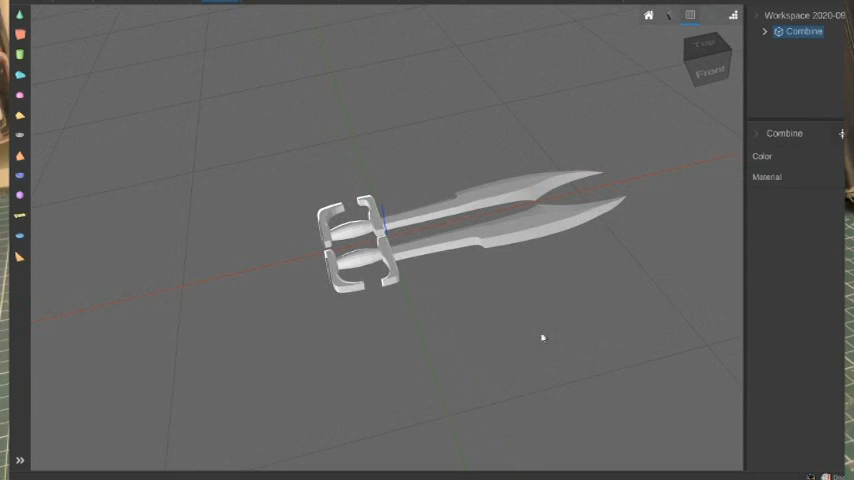 Workspace 2020-09
Combine
Top
Front
Combine
Color
Material